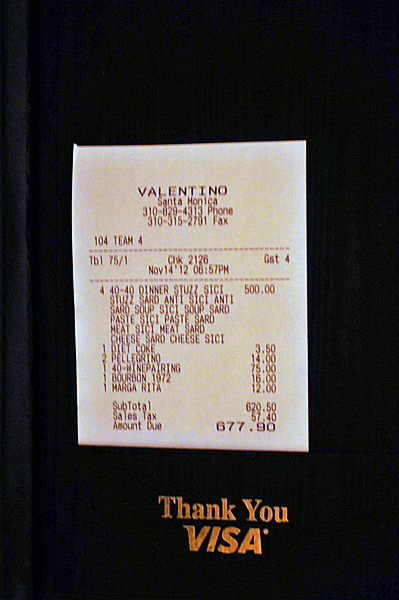 VALENTINO
Santa Monica
310-829-4313 Phone
310-315-2791 Fax
104 TEAM 4
Tbl 75/1 Chk 2126 Gst 4
Nov14'12 06:57PM
4 40-40 DINNER STUZZ SICI 500.00
STUZZ SARD ANTI SICI ANTI
SARD SOUP SICI SOUP SARD
PASTE SICI PASTE SARD
MEAT SICI MEAT SARD
CHEESE SARD CHEESE SICI
1 DIET COKE 3.50
2 PELLEGRINO 14.00
1 40-WINEPAIRING 75.00
1 BOURBON 1972 16.00
1 MARGA RITA 12.00
SubTotal 620.50
Sales Tax 57.40
Amount Due 677.90
Thank You
VISA